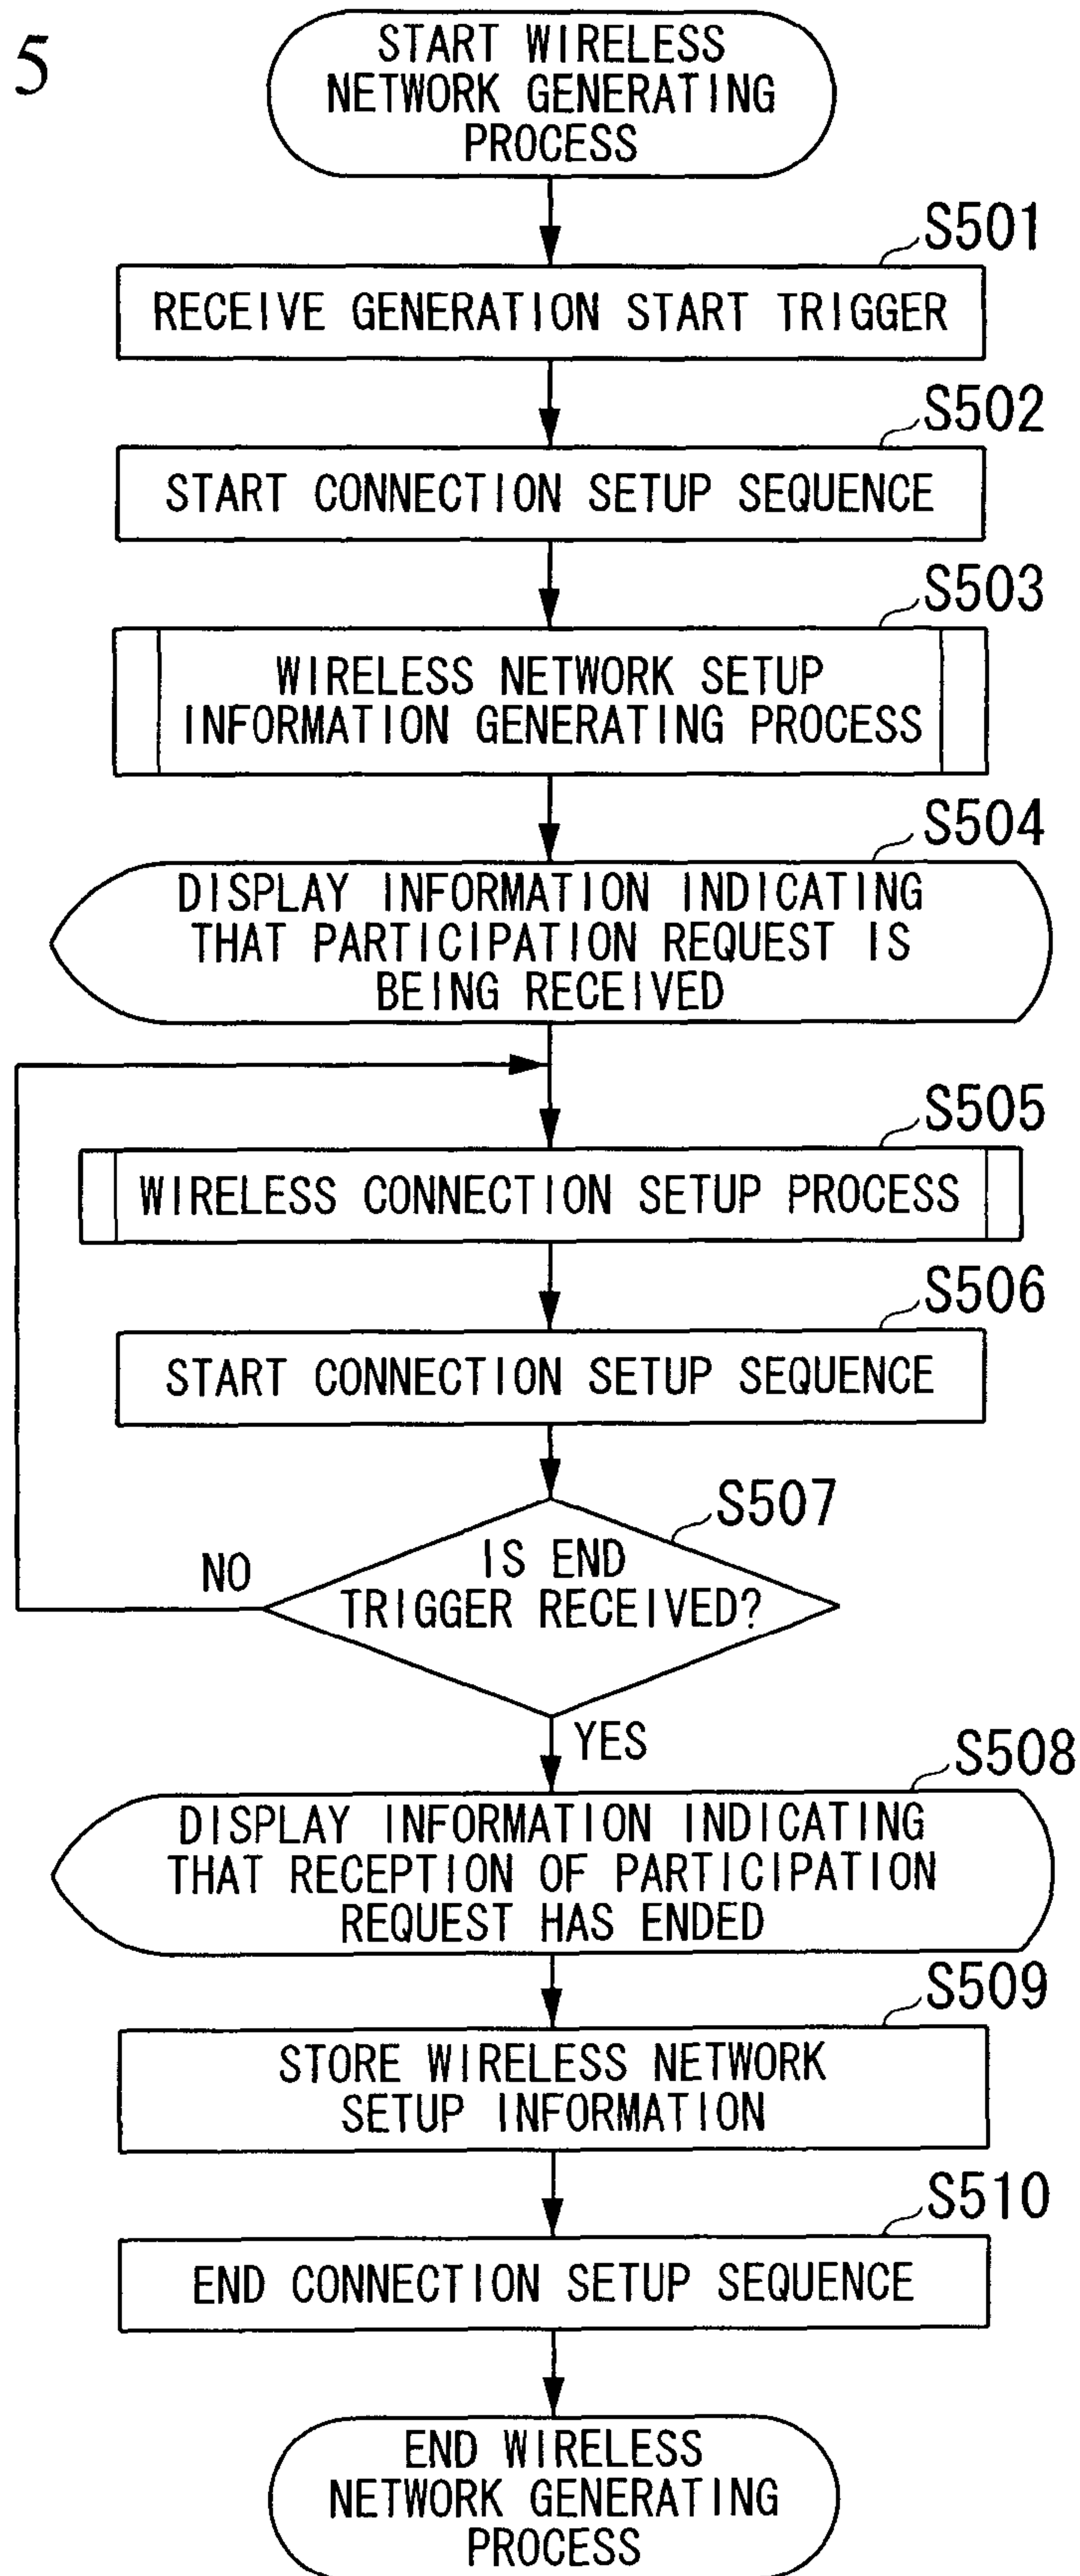 5
START WIRELESS
NETWORK GENERATING
PROCESS
S501
RECEIVE GENERATION START TRIGGER
S502
START CONNECTION SETUP SEQUENCE
S503
WIRELESS NETWORK SETUP
INFORMATION GENERATING PROCESS
S504
DISPLAY INFORMATION INDICATING
THAT PARTICIPATION REQUEST IS
BEING RECEIVED
S505
WIRELESS CONNECTION SETUP PROCESS
S506
START CONNECTION SETUP SEQUENCE
S507
IS END
TRIGGER RECEIVED?
NO
YES
S508
DISPLAY INFORMATION INDICATING
THAT RECEPTION OF PARTICIPATION
REQUEST HAS ENDED
S509
STORE WIRELESS NETWORK
SETUP INFORMATION
S510
END CONNECTION SETUP SEQUENCE
END WIRELESS
NETWORK GENERATING
PROCESS